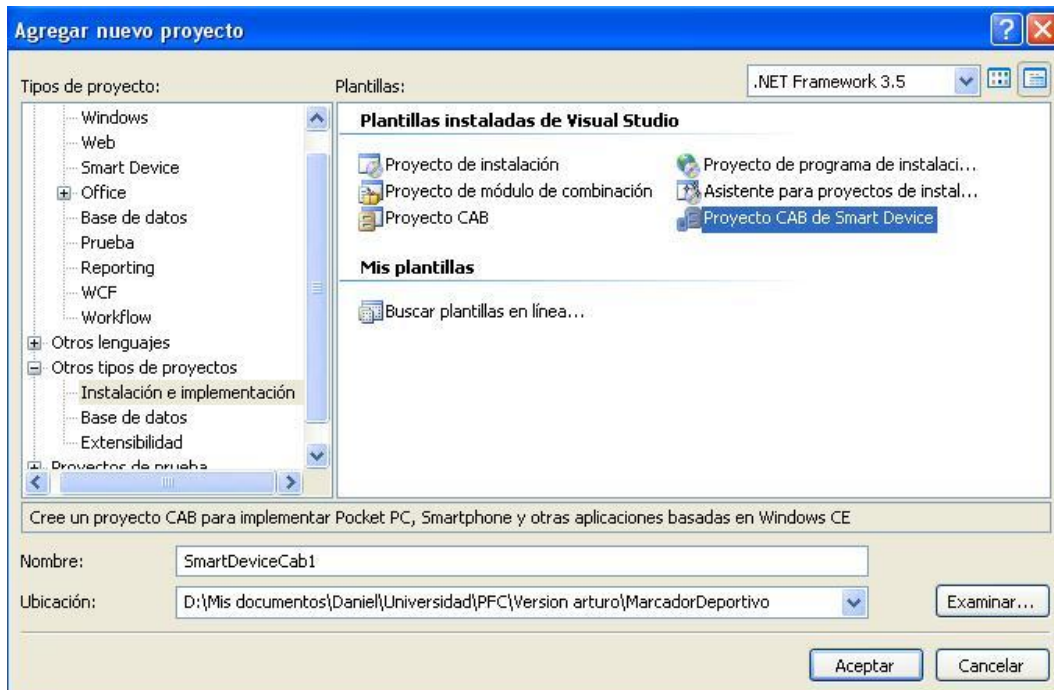 Agregar nuevo proyecto
Tipos de proyecto:
Plantillas:
.NET Framework 3.5
Windows
Web
Smart Device
Office
Base de datos
Prueba
Reporting
WCF
Workflow
Otros lenguajes
Otros tipos de proyectos
Instalación e implementación
Base de datos
Extensibilidad
Proyectos de prueba
Plantillas instaladas de Visual Studio
Proyecto de instalación
Proyecto de programa de instalaci...
Proyecto de módulo de combinación
Asistente para proyectos de instal...
Proyecto CAB
Proyecto CAB de Smart Device
Mis plantillas
Buscar plantillas en línea...
Cree un proyecto CAB para implementar Pocket PC, Smartphone y otras aplicaciones basadas en Windows CE
Nombre:
SmartDeviceCab1
Ubicación:
D:\Mis documentos\Daniel\Universidad\PFC\Version arturo\MarcadorDeportivo
Examinar...
Aceptar
Cancelar